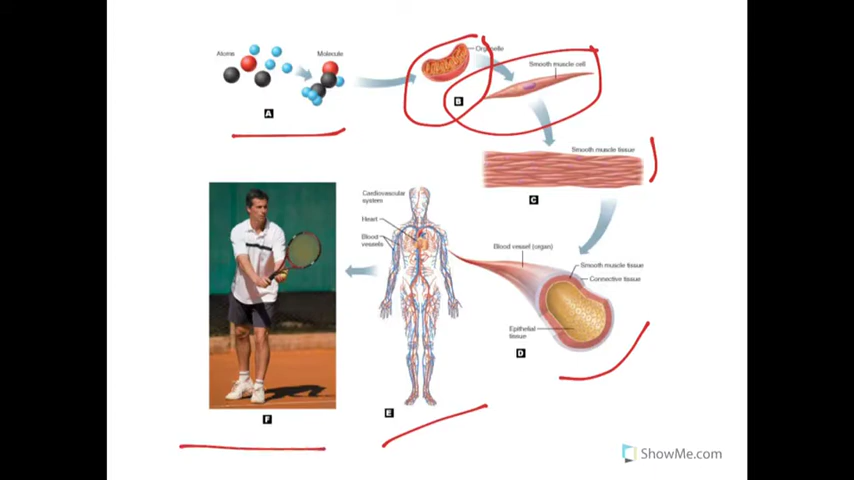 Atoms
Molecule
A
Organelle
B
Smooth muscle cell
Smooth muscle tissue
C
Cardiovascular
system
Heart
Blood
vessels
Blood vessel (organ)
Smooth muscle tissue
Connective tissue
Epithelial
tissue
D
E
F
ShowMe.com